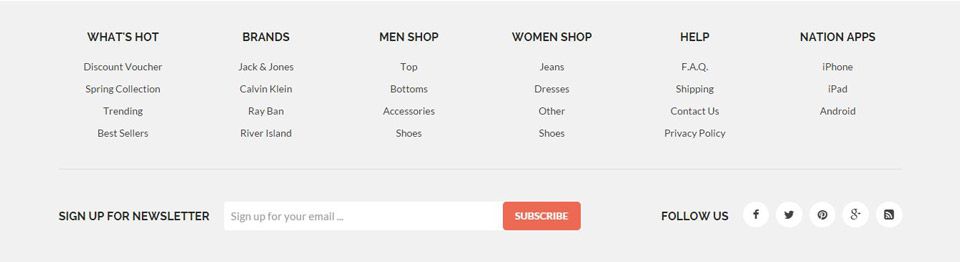 WHAT'S HOT
Discount Voucher
Spring Collection
Trending
Best Sellers
BRANDS
Jack & Jones
Calvin Klein
Ray Ban
River Island
MEN SHOP
Top
Bottoms
Accessories
Shoes
WOMEN SHOP
Jeans
Dresses
Other
Shoes
HELP
F.A.Q.
Shipping
Contact Us
Privacy Policy
NATION APPS
iPhone
iPad
Android
SIGN UP FOR NEWSLETTER
Sign up for your email ...
SUBSCRIBE
FOLLOW US